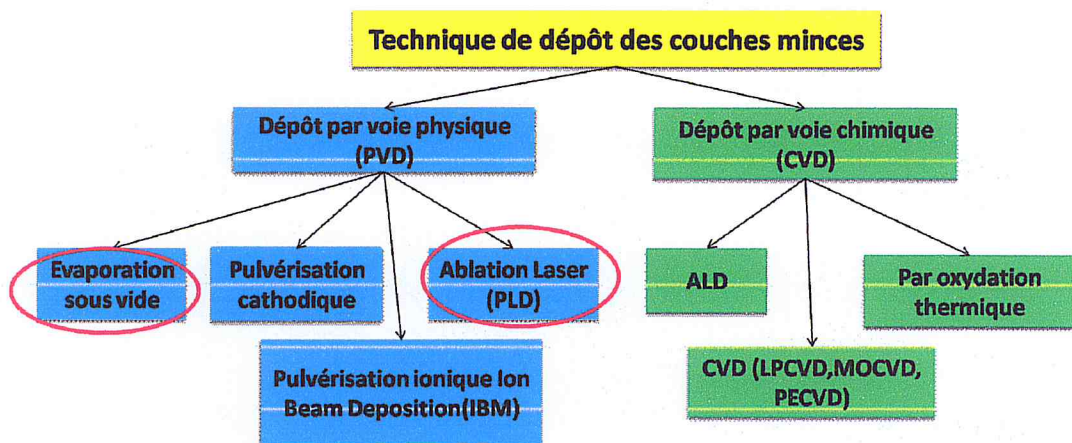 Technique de dépôt des couches minces
Dépôt par voie physique
(PVD)
Dépôt par voie chimique
(CVD)
Evaporation
sous vide
Pulvérisation
cathodique
Ablation Laser
(PLD)
ALD
Par oxydation
thermique
Pulvérisation ionique Ion
Beam Deposition(IBM)
CVD (LPCVD,MOCVD,
PECVD)